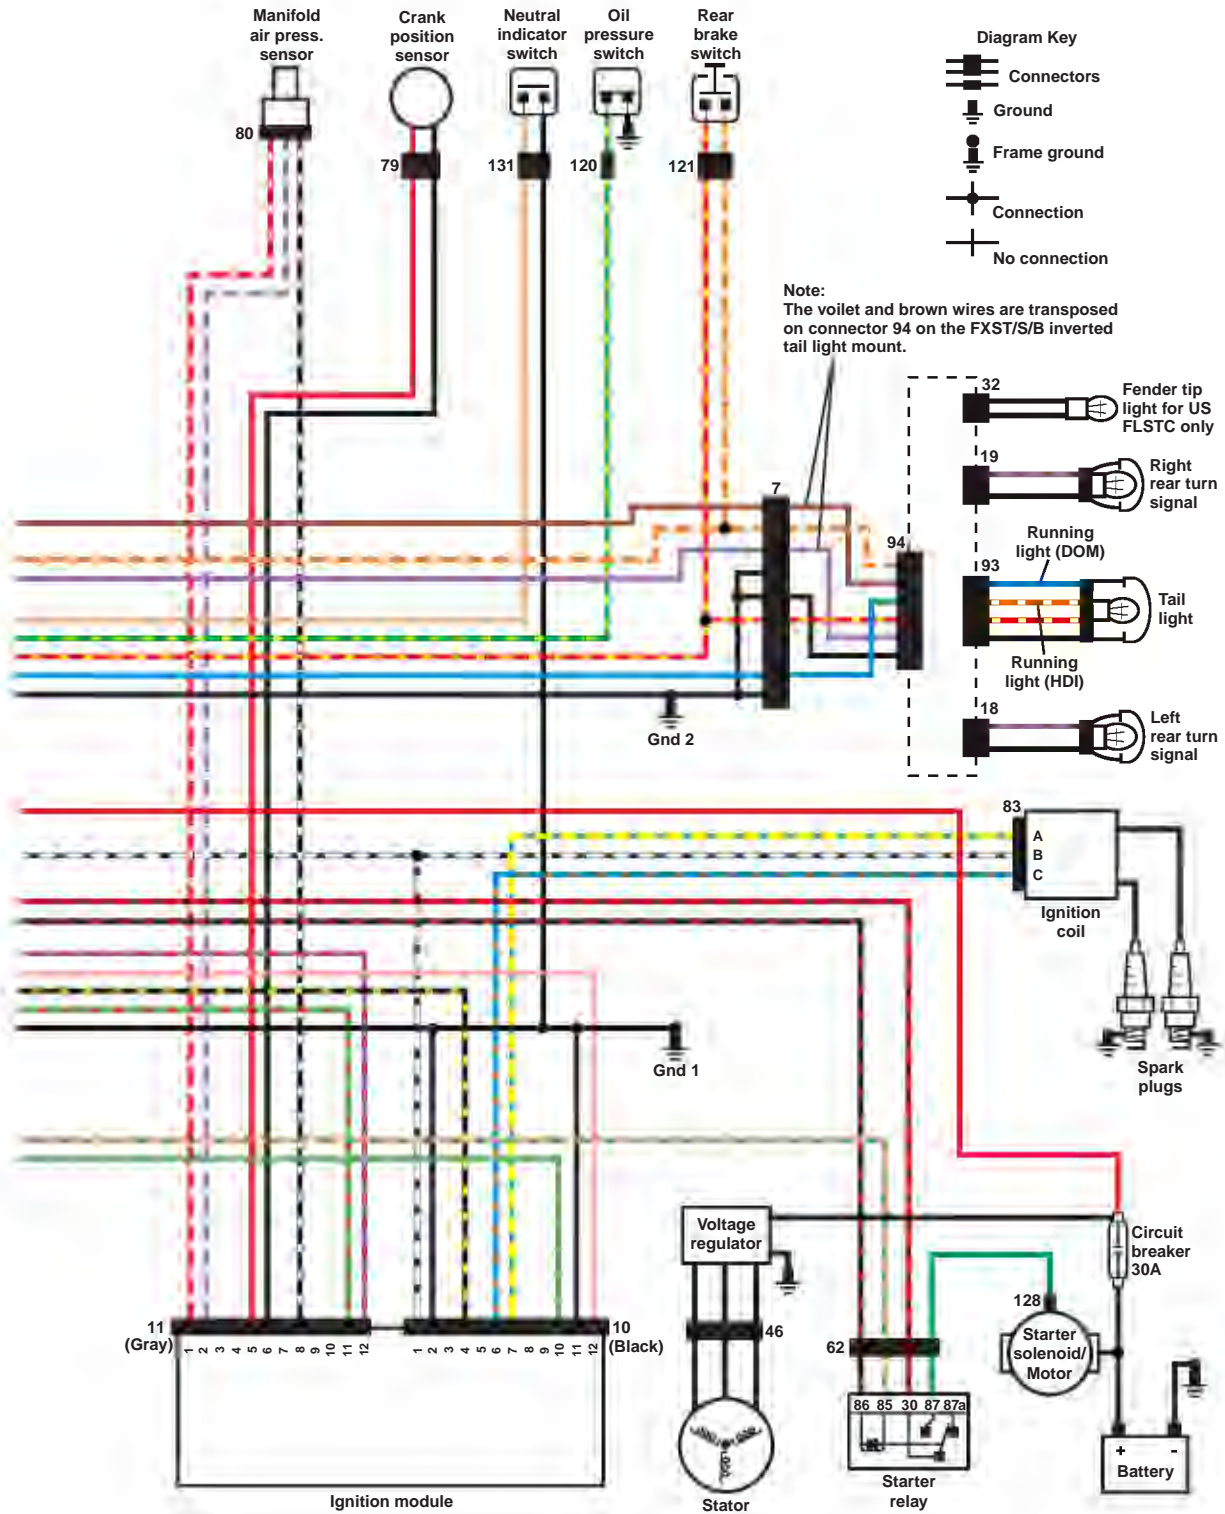 Manifold
air press.
sensor
Crank
position
sensor
Neutral
indicator
switch
Oil
pressure
switch
Rear
brake
switch
Diagram Key
Connectors
Ground
Frame ground
Connection
No connection
80
79
131
120
121
Note:
The voilet and brown wires are transposed
on connector 94 on the FXST/S/B inverted
tail light mount.
32
Fender tip
light for US
FLSTC only
19
Right
rear turn
signal
7
94
Running
light (DOM)
93
Tail
light
Running
light (HDI)
18
Left
rear turn
signal
Gnd 2
83
A
B
C
Ignition
coil
Spark
plugs
Gnd 1
Voltage
regulator
Circuit
breaker
30A
128
Starter
solenoid/
Motor
46
62
11
(Gray)
1 2 3 4 5 6 7 8 9 10 11 12
1 2 3 4 5 6 7 8 9 10 11 12
10
(Black)
86 85 30 87 87a
+ -
Battery
Ignition module
Stator
Starter
relay